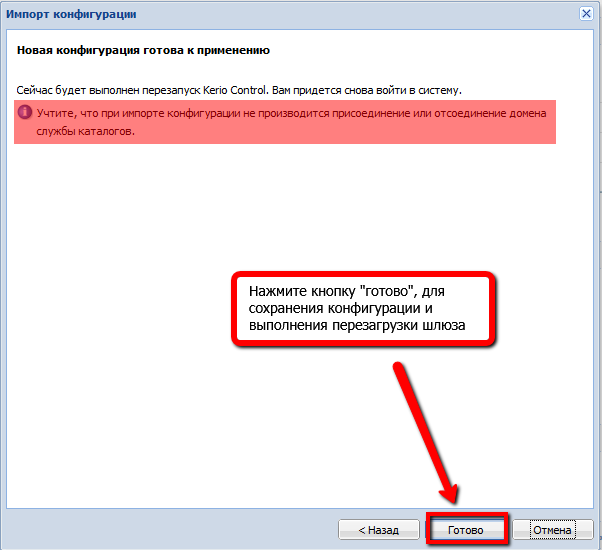 Импорт конфигурации
Новая конфигурация готова к применению
Сейчас будет выполнен перезапуск Kerio Control. Вам придется снова войти в систему.
Учтите, что при импорте конфигурации не производится присоединение или отсоединение домена
службы каталогов.
Нажмите кнопку "готово", для
сохранения конфигурации и
выполнения перезагрузки шлюза
< Назад
Готово
Отмена